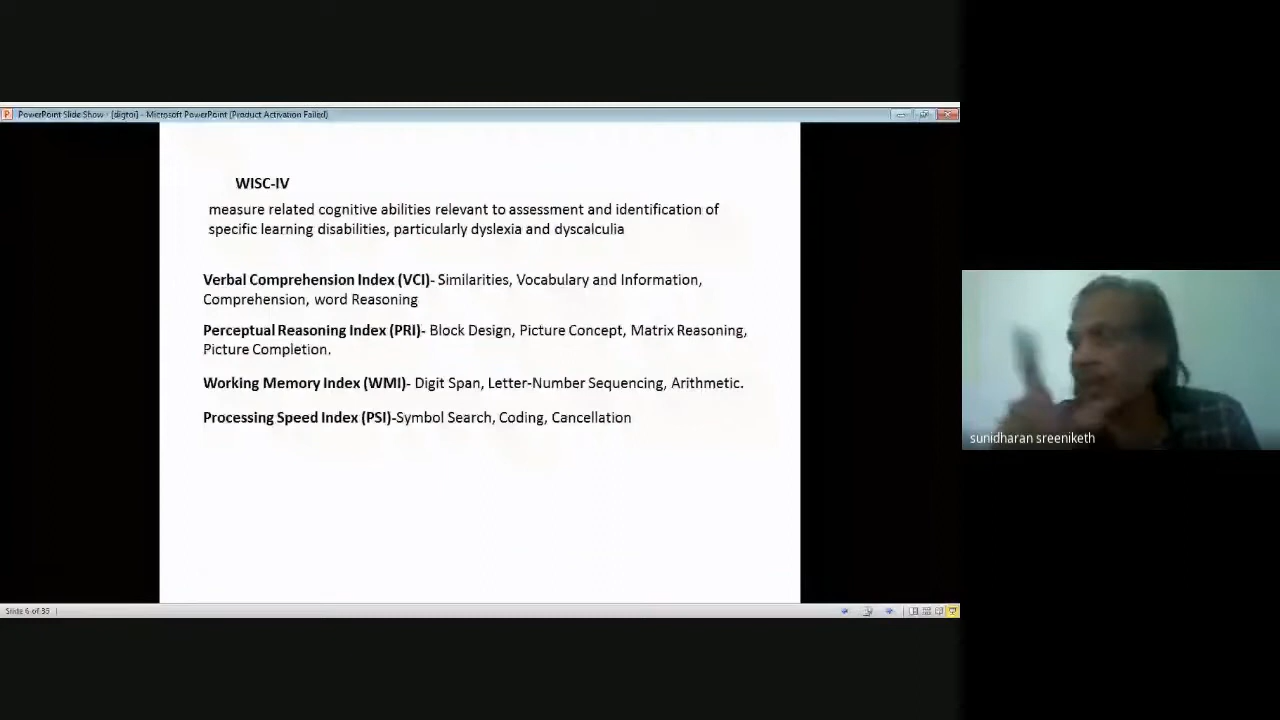 PowerPoint Slide Show - [digtoi] - Microsoft PowerPoint (Product Activation Failed)
WISC-IV
measure related cognitive abilities relevant to assessment and identification of
specific learning disabilities, particularly dyslexia and dyscalculia
Verbal Comprehension Index (VCI)- Similarities, Vocabulary and Information,
Comprehension, word Reasoning
Perceptual Reasoning Index (PRI)- Block Design, Picture Concept, Matrix Reasoning,
Picture Completion.
Working Memory Index (WMI)- Digit Span, Letter-Number Sequencing, Arithmetic.
Processing Speed Index (PSI)-Symbol Search, Coding, Cancellation
sunidharan sreeniketh
Slide 6 of 35